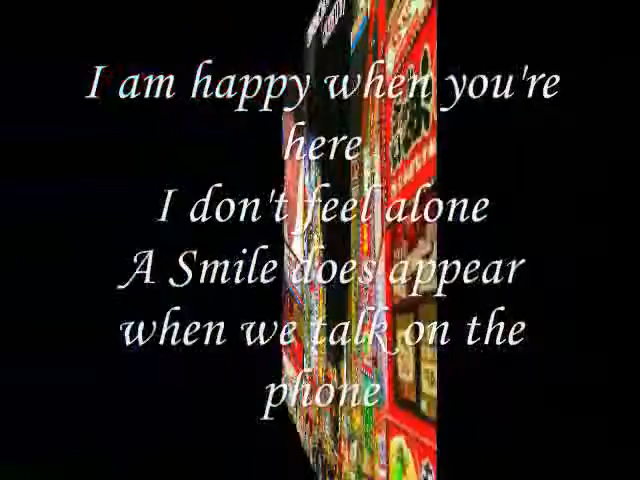 I am happy when you're
here
I don't feel alone
A Smile does appear
when we talk on the
phone